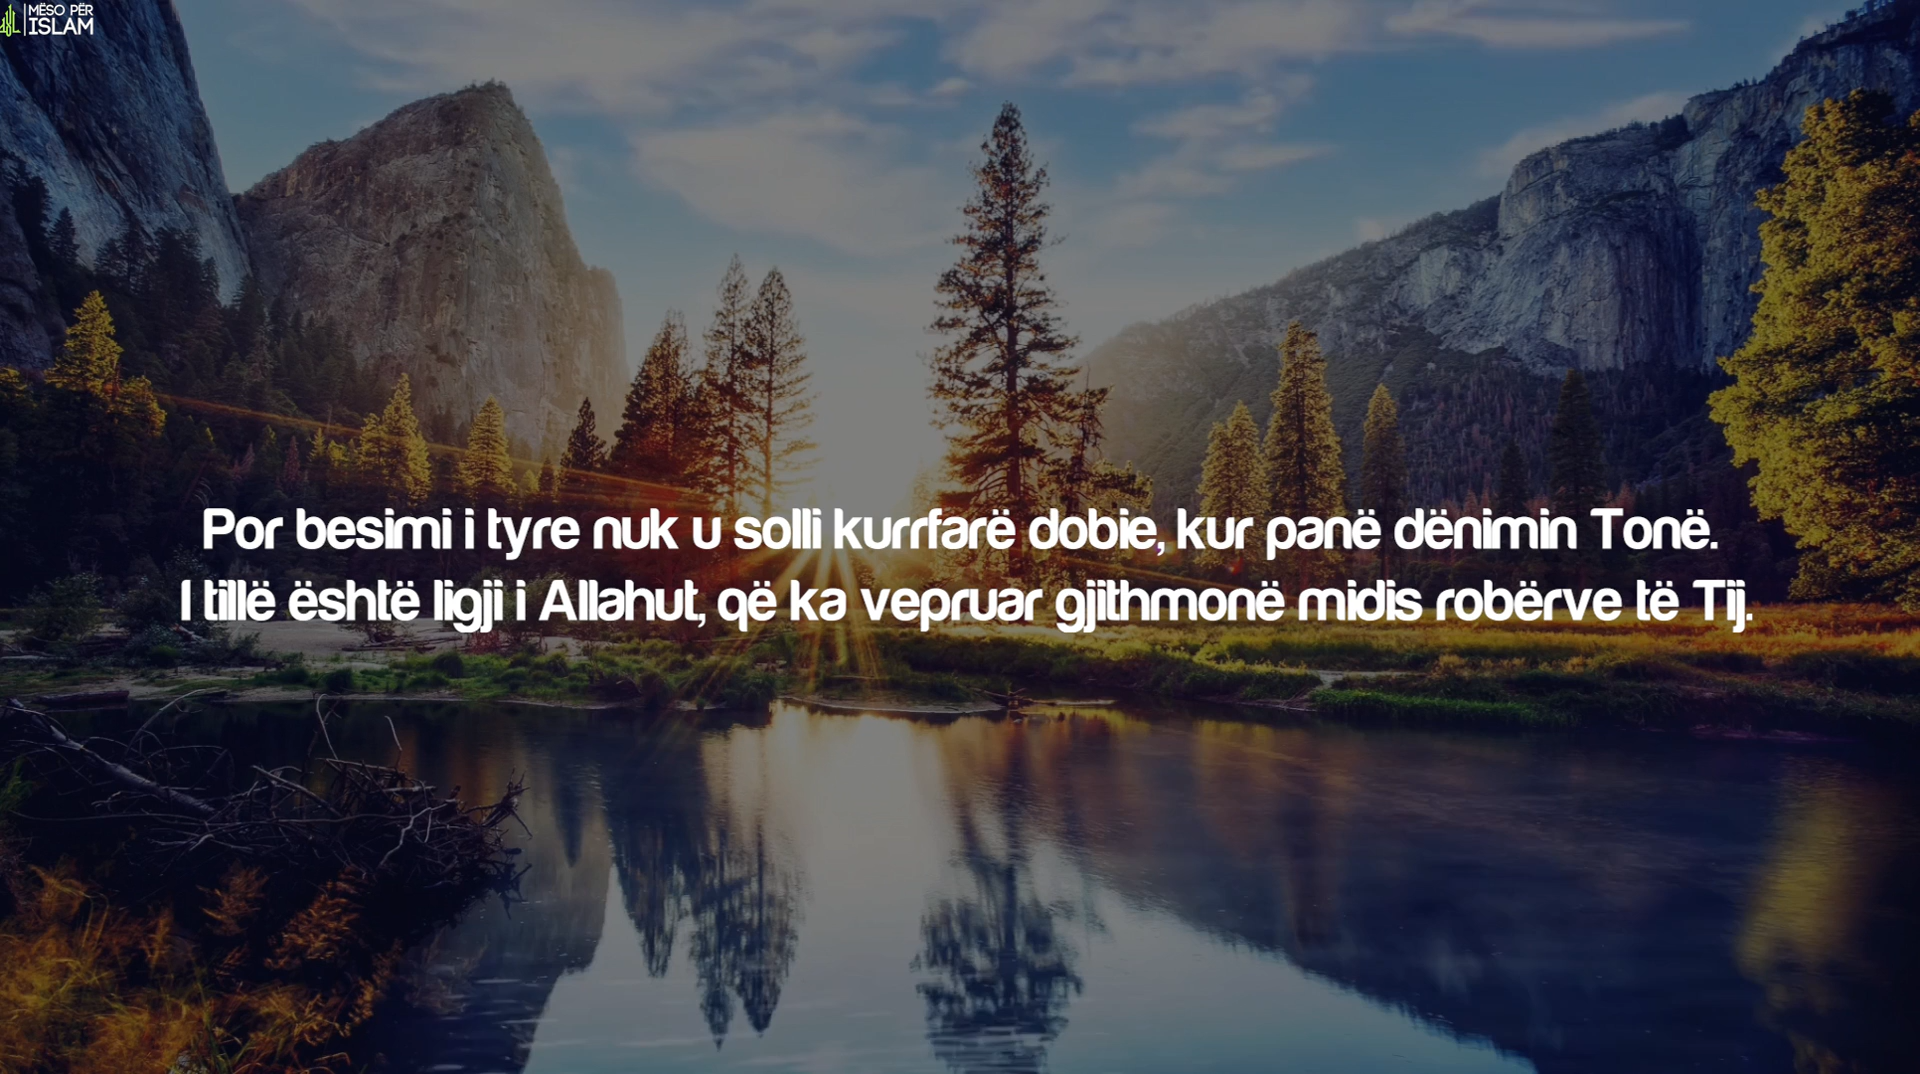 MËSO PËR
ISLAM
Por besimi i tyre nuk u solli kurrfarë dobie, kur panë dënimin Tonë.
I tillë është ligji i Allahut, që ka vepruar gjithmonë midis robërve të Tij.